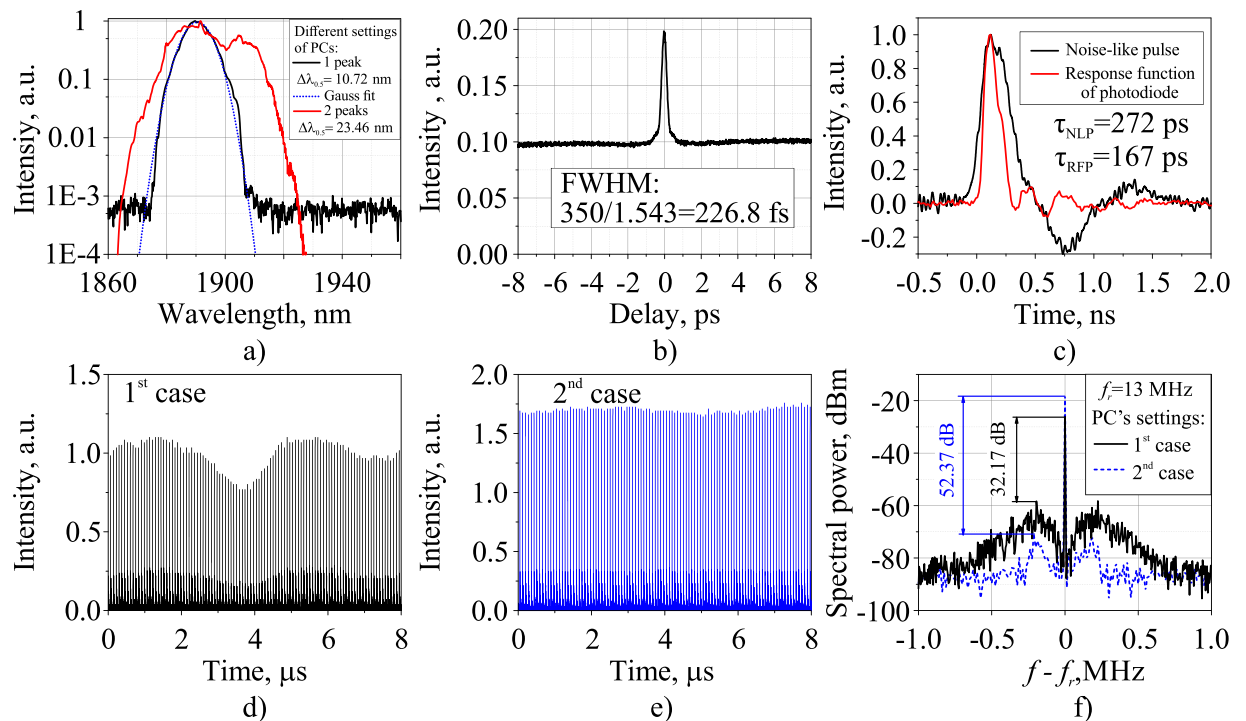 Intensiy, a.u.
1
0.1
0.01
1E-3
1E-4
1860
1900
1940
Wavelength, nm
Different settings
of PCs:
1 peak
Δλ0.5= 10.72 nm
Gauss fit
2 peaks
Δλ0.5= 23.46 nm
a)
Intensity , a.u.
0.20
0.15
0.10
0.05
0.00
FWHM:
350/1.543=226.8 fs
-8 -6 -4 -2 0 2 4 6 8
Delay, ps
b)
Intensity, a.u.
1.0
0.8
0.6
0.4
0.2
0.0
-0.2
Noise-like pulse
Response function
of photodiode
τNLP=272 ps
τRFP=167 ps
-0.5 0.0 0.5 1.0 1.5 2.0
Time, ns
c)
Intensity, a.u.
1.5
1.0
0.5
0.0
1st case
0 2 4 6 8
Time, μs
d)
Intensity, a.u.
2.0
1.5
1.0
0.5
0.0
2nd case
0 2 4 6 8
Time, μs
e)
Spectral power, dBm
-20
-40
-60
-80
-100
52.37 dB
32.17 dB
fr=13 MHz
PC's settings:
1st case
2nd case
-1.0 -0.5 0 0.5 1.0
f - fr,MHz
f)